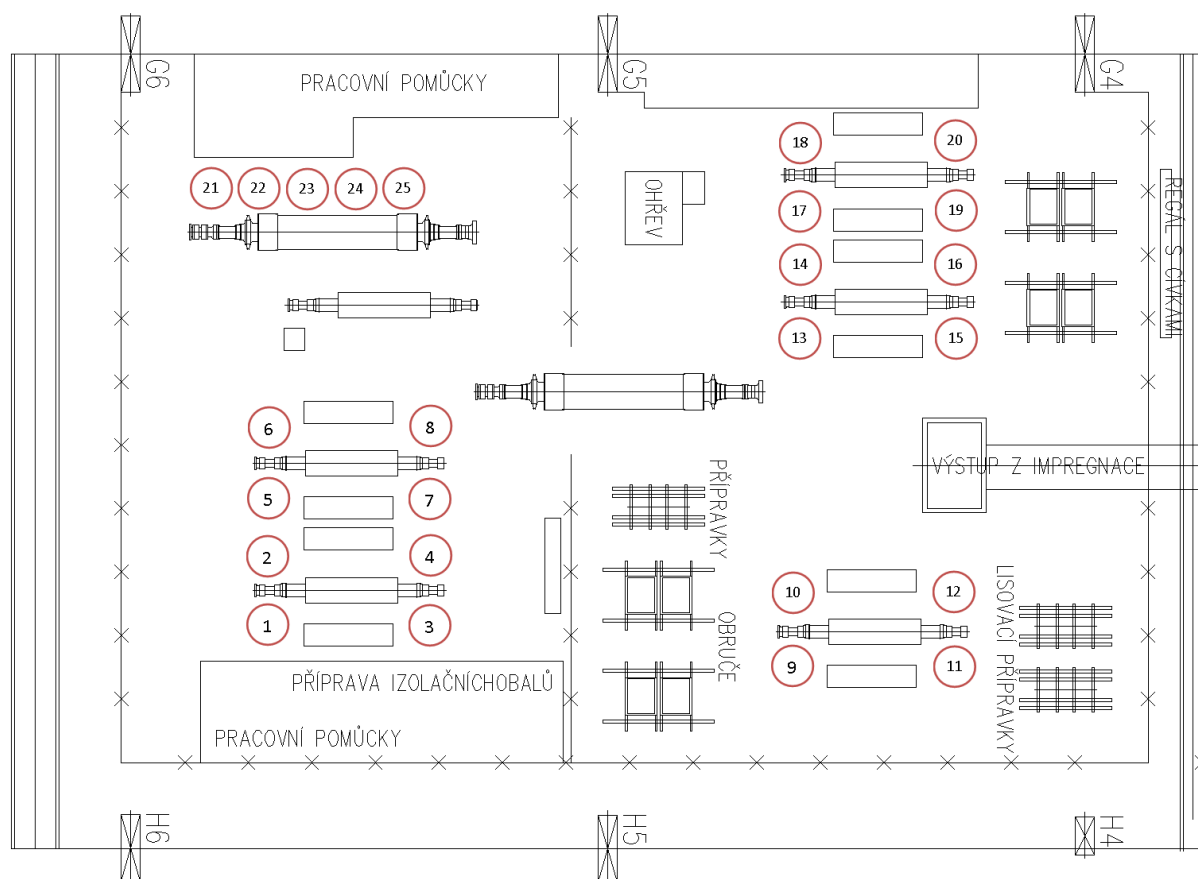 G6
G5
G4
PRACOVNÍ POMŮCKY
18
20
21
22
23
24
25
OHŘEV
17
19
REGÁL S CÍVKAMI
14
16
13
15
6
8
VÝSTUP Z IMPREGNACE
PŘÍPRAVKY
5
7
2
4
10
12
LISOVACÍ PŘÍPRAVKY
1
3
OBRUČE
9
11
PŘÍPRAVA IZOLAČNÍCHOBALŮ
PRACOVNÍ POMŮCKY
H6
H5
H4